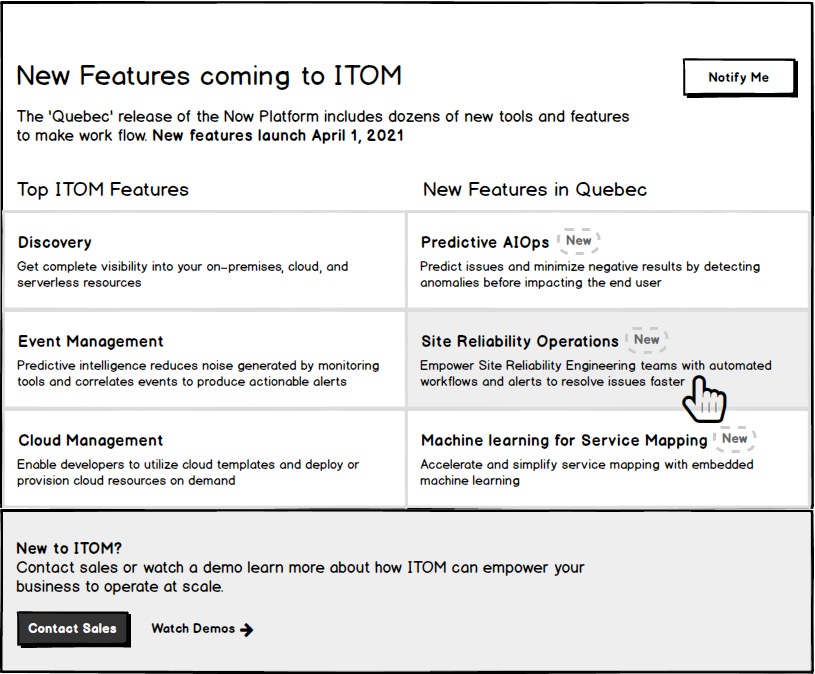 New Features coming to ITOM
Notify Me
The 'Quebec' release of the Now Platform includes dozens of new tools and features
to make work flow. New features launch April 1, 2021
Top ITOM Features
Discovery
Get complete visibility into your on-premises, cloud, and
serverless resources
Event Management
Predictive intelligence reduces noise generated by monitoring
tools and correlates events to produce actionable alerts
Cloud Management
Enable developers to utilize cloud templates and deploy or
provision cloud resources on demand
New Features in Quebec
Predictive AIOps New
Predict issues and minimize negative results by detecting
anomalies before impacting the end user
Site Reliability Operations New
Empower Site Reliability Engineering teams with automated
workflows and alerts to resolve issues faster
Machine learning for Service Mapping New
Accelerate and simplify service mapping with embedded
machine learning
New to ITOM?
Contact sales or watch a demo learn more about how ITOM can empower your
business to operate at scale.
Contact Sales
Watch Demos →